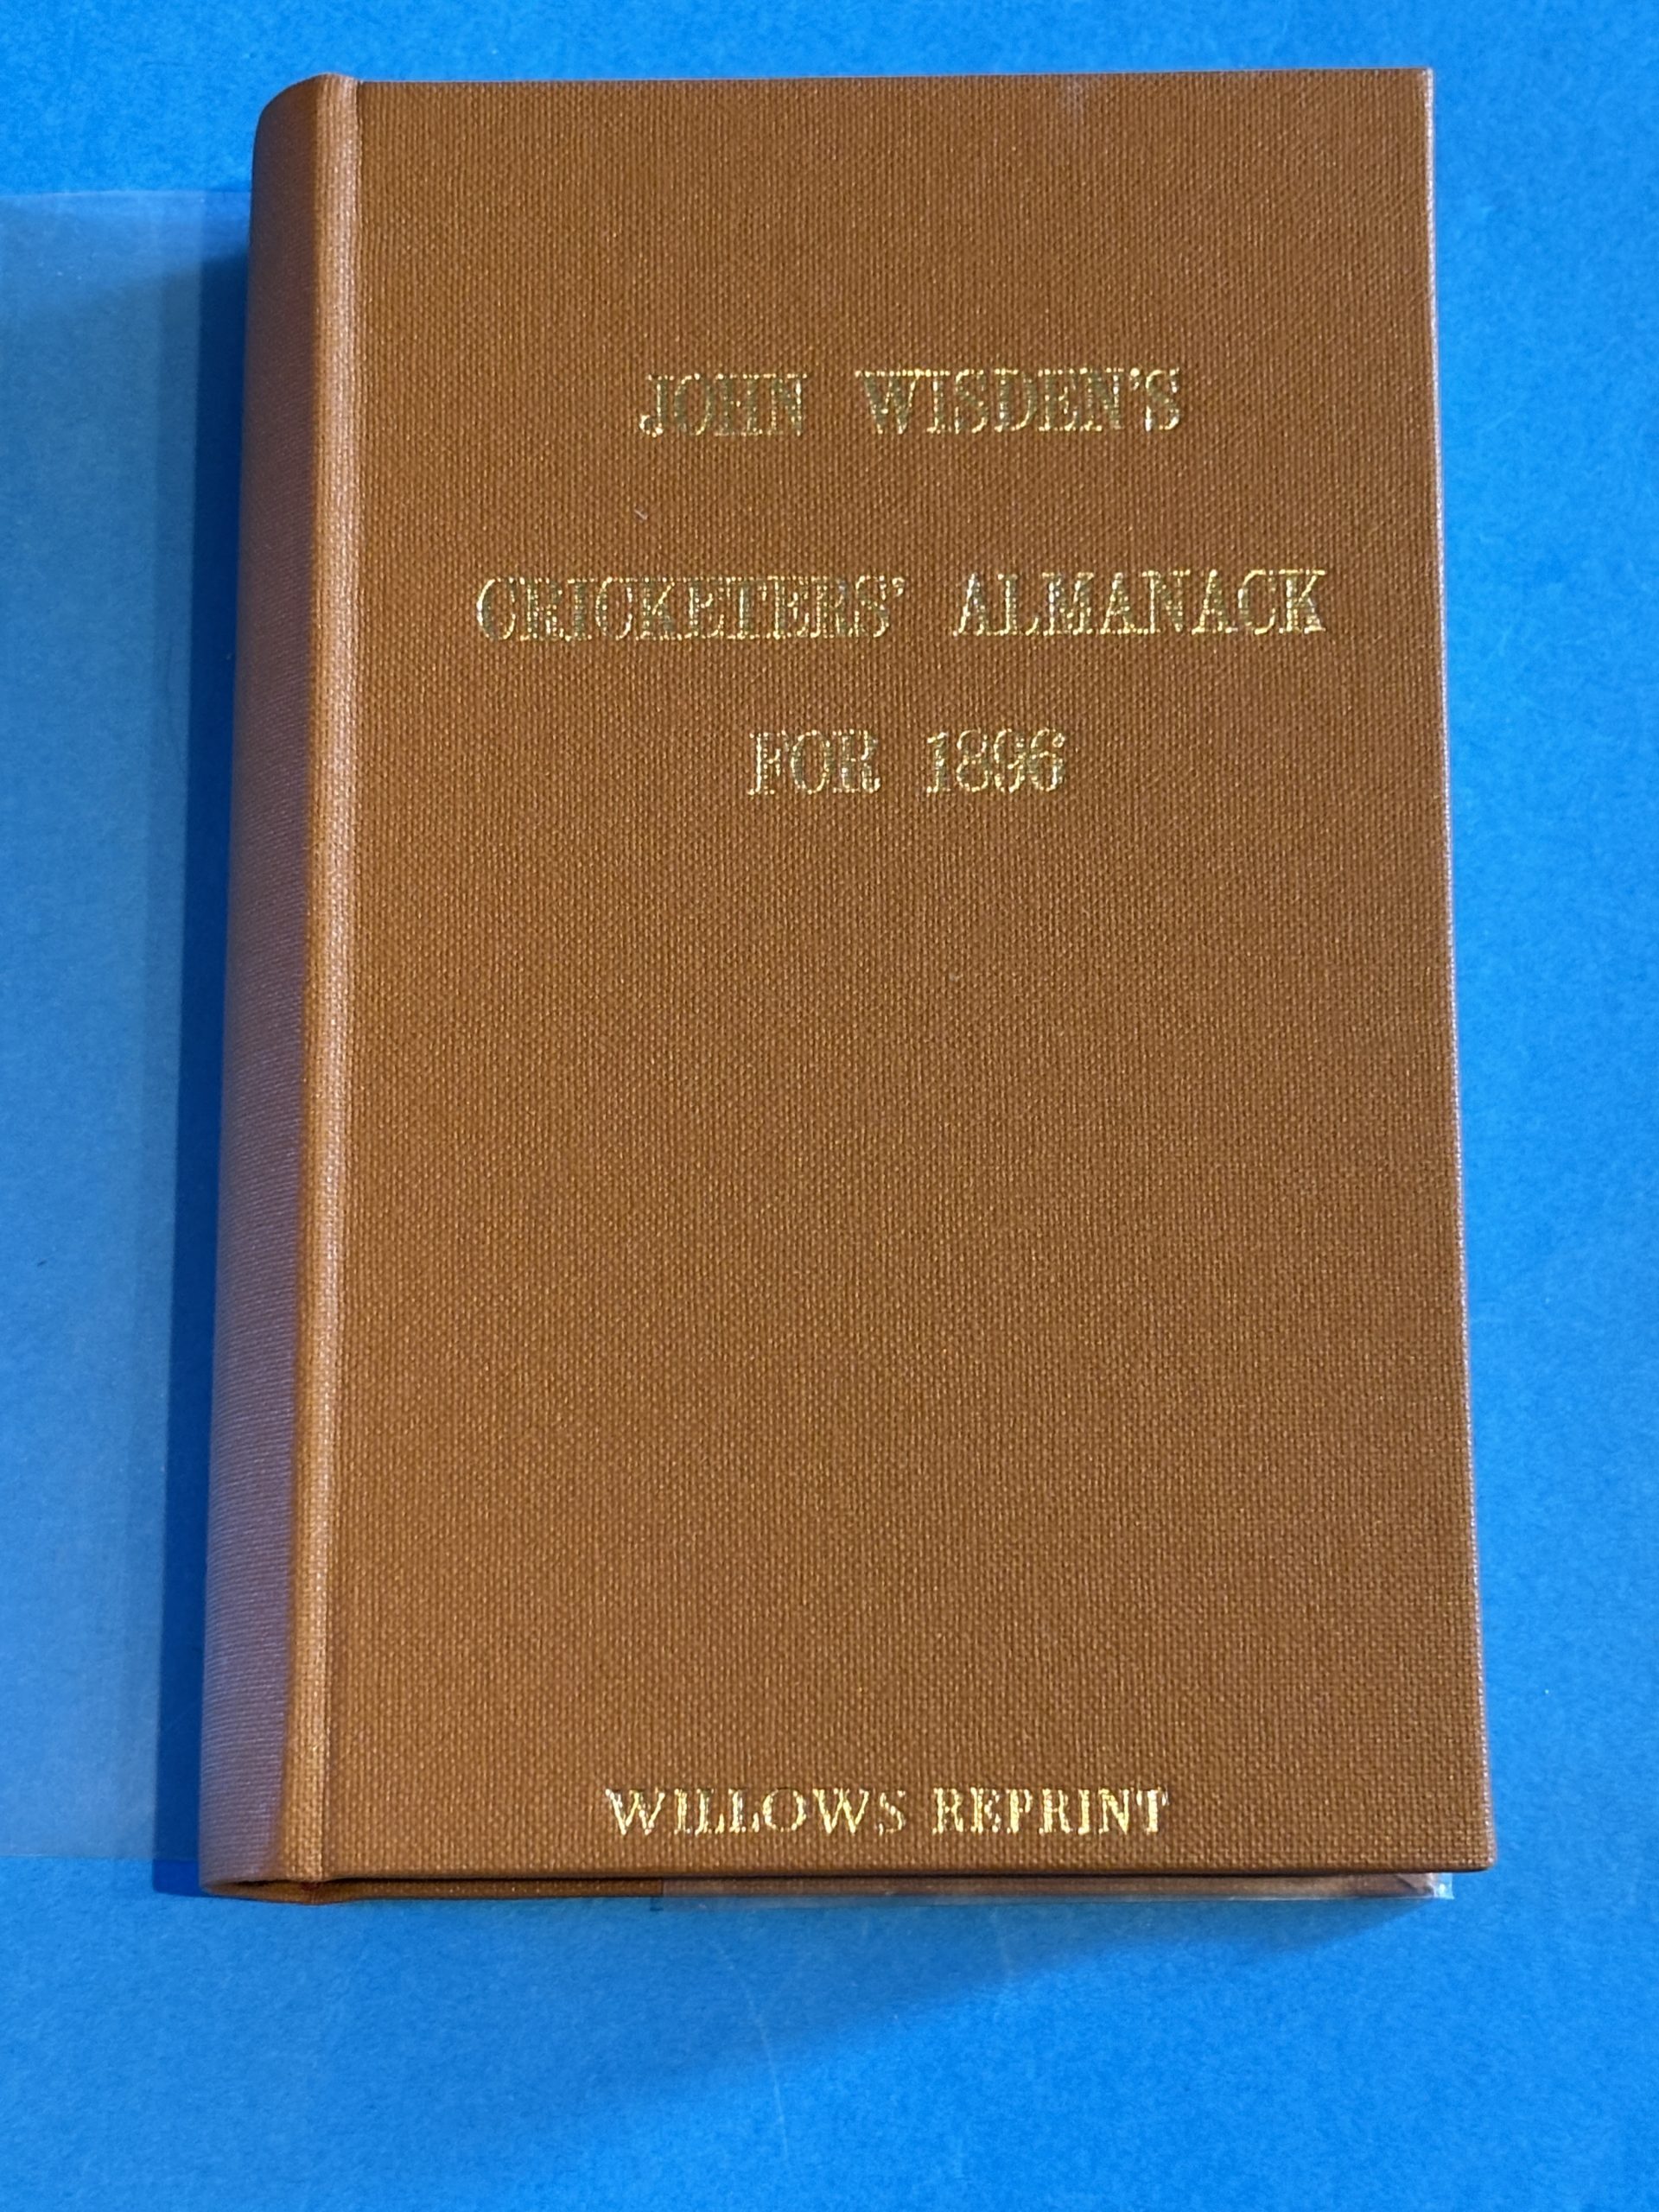 JOHN WISDEN'S
CRICKETERS' ALMANACK
FOR 1896
WILLOWS REPRINT